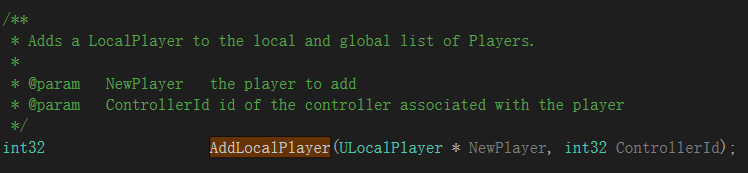 /**
 * Adds a LocalPlayer to the local and global list of Players.
 *
 * @param   NewPlayer   the player to add
 * @param   ControllerId id of the controller associated with the player
 */
int32                    AddLocalPlayer(ULocalPlayer * NewPlayer, int32 ControllerId);